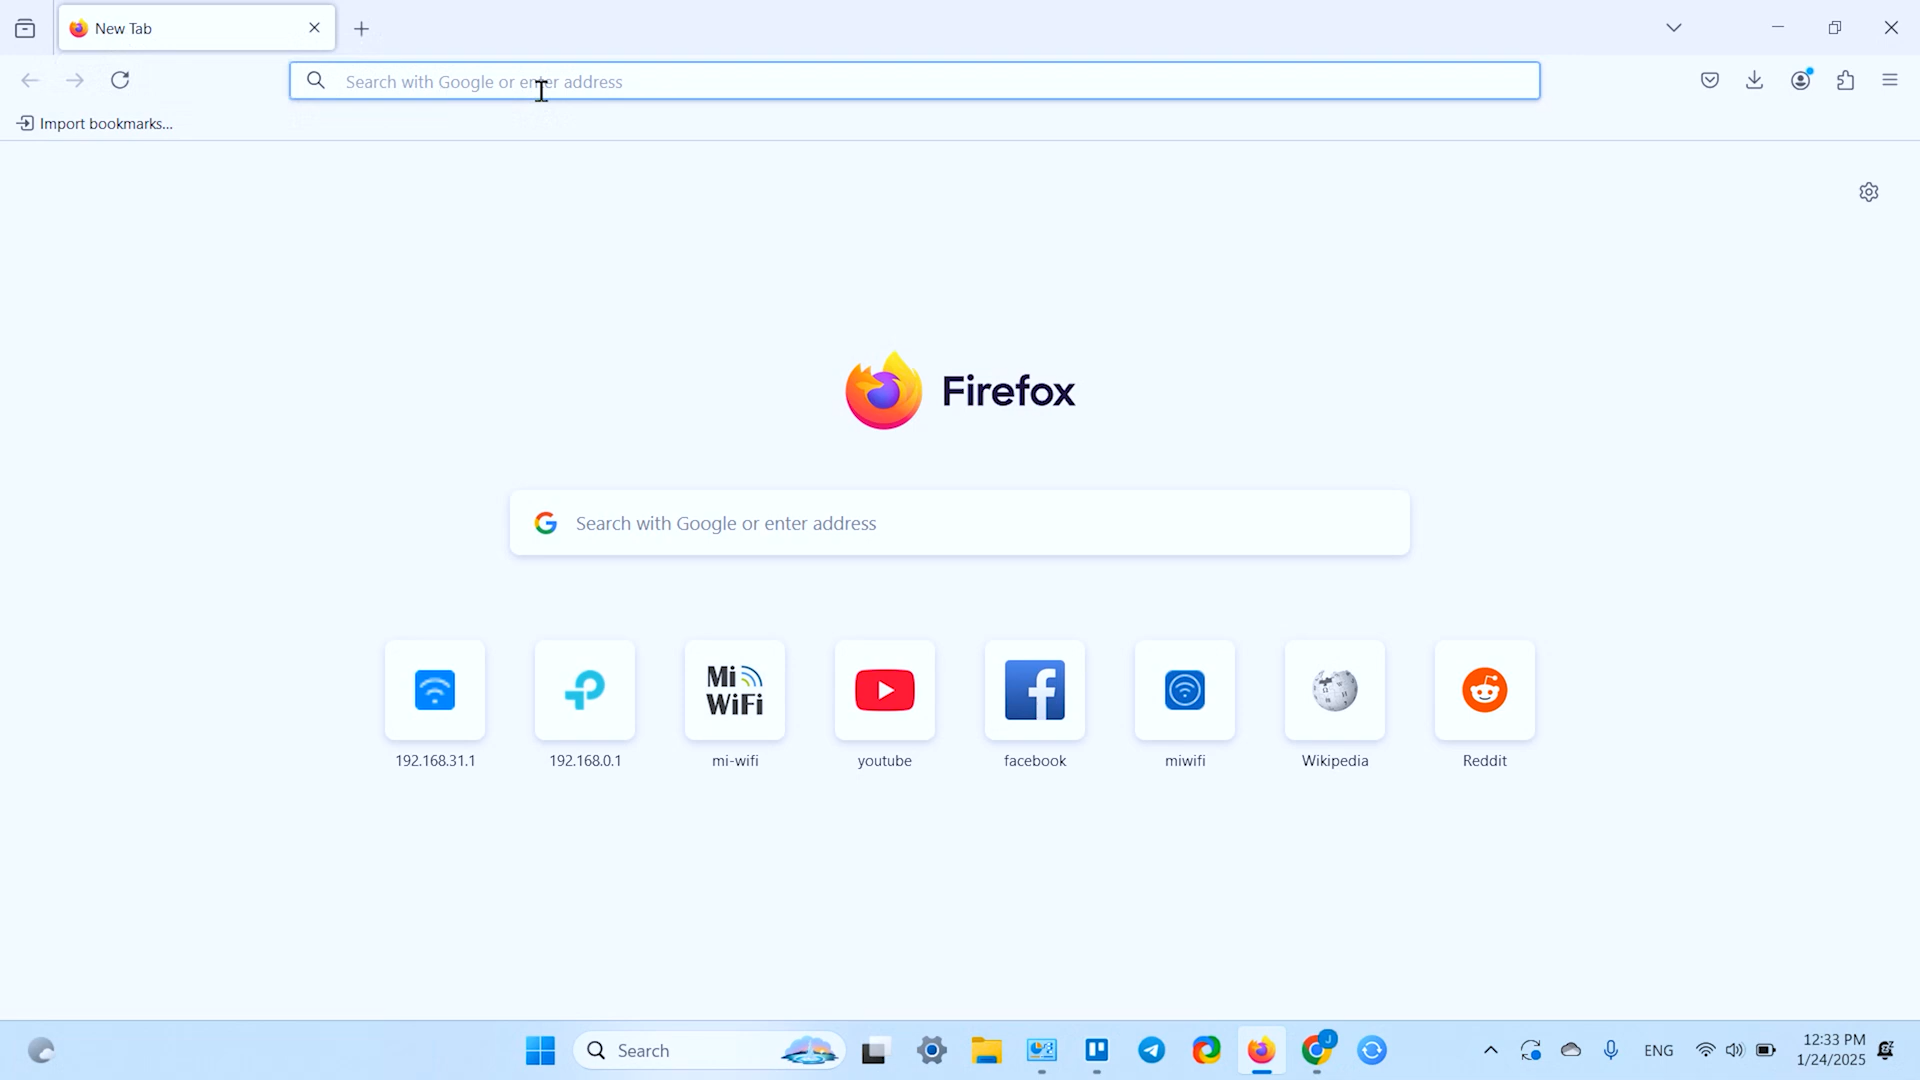 New Tab
Search with Google or enter address
Import bookmarks...
Firefox
Search with Google or enter address
Mi WiFi
192.168.31.1
192.168.0.1
mi-wifi
youtube
facebook
miwifi
Wikipedia
Reddit
Search
J
ENG
12:33 PM
1/24/2025